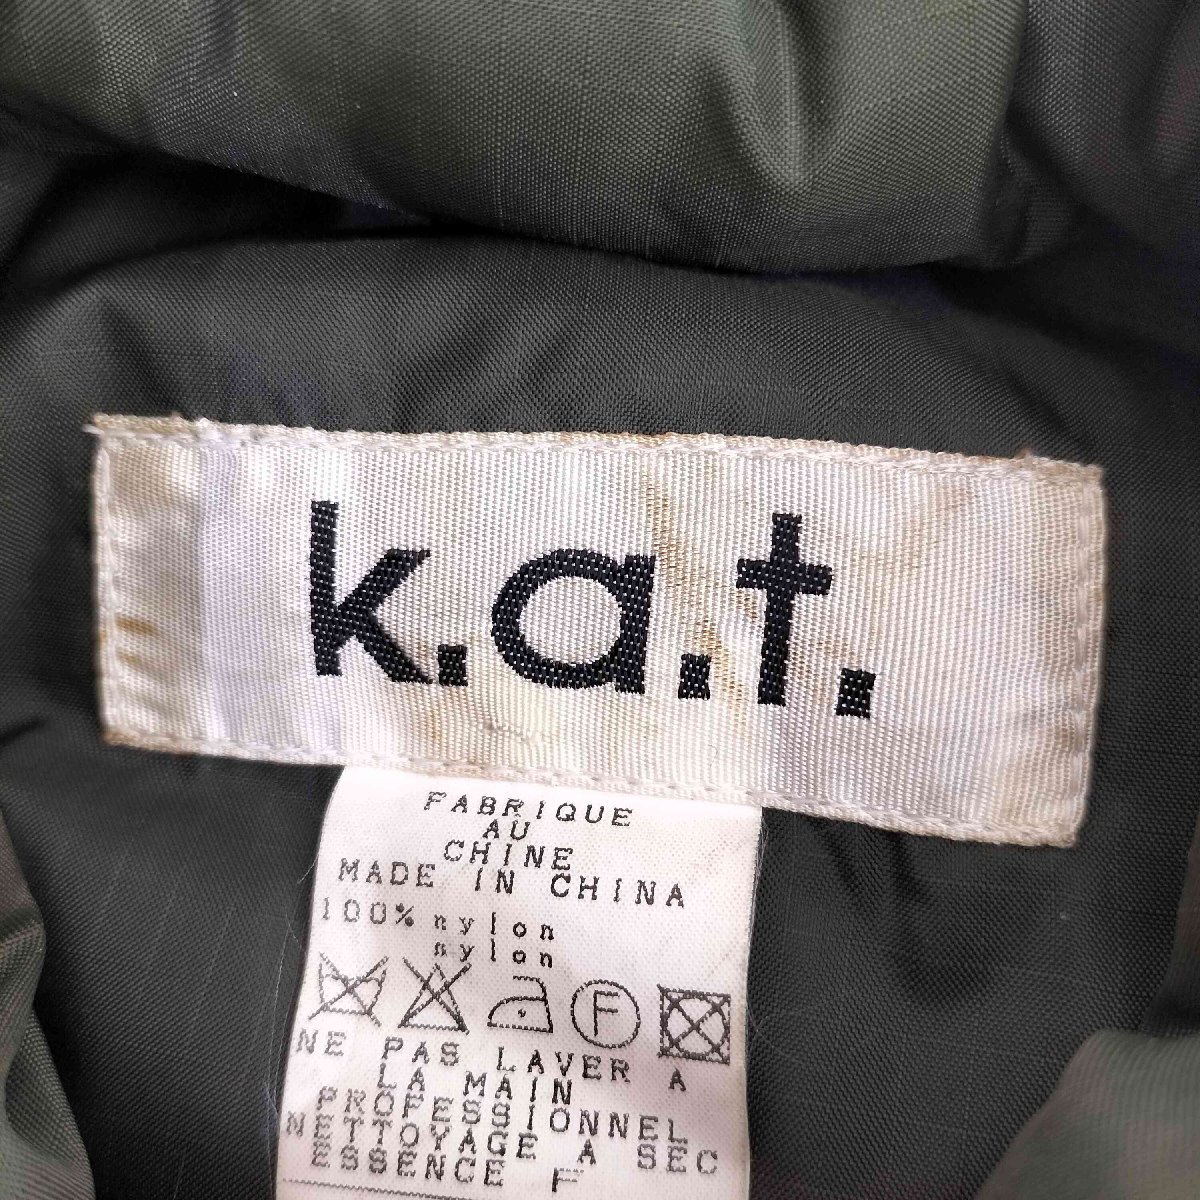 k.a.t.
FABRIQUE
AU
CHINE
MADE IN CHINA
100% nylon
nylon
F
NE PAS LAVER A
LA MAIN
PROFESSIONNEL
NETTOYAGE A SEC
ESSENCE F